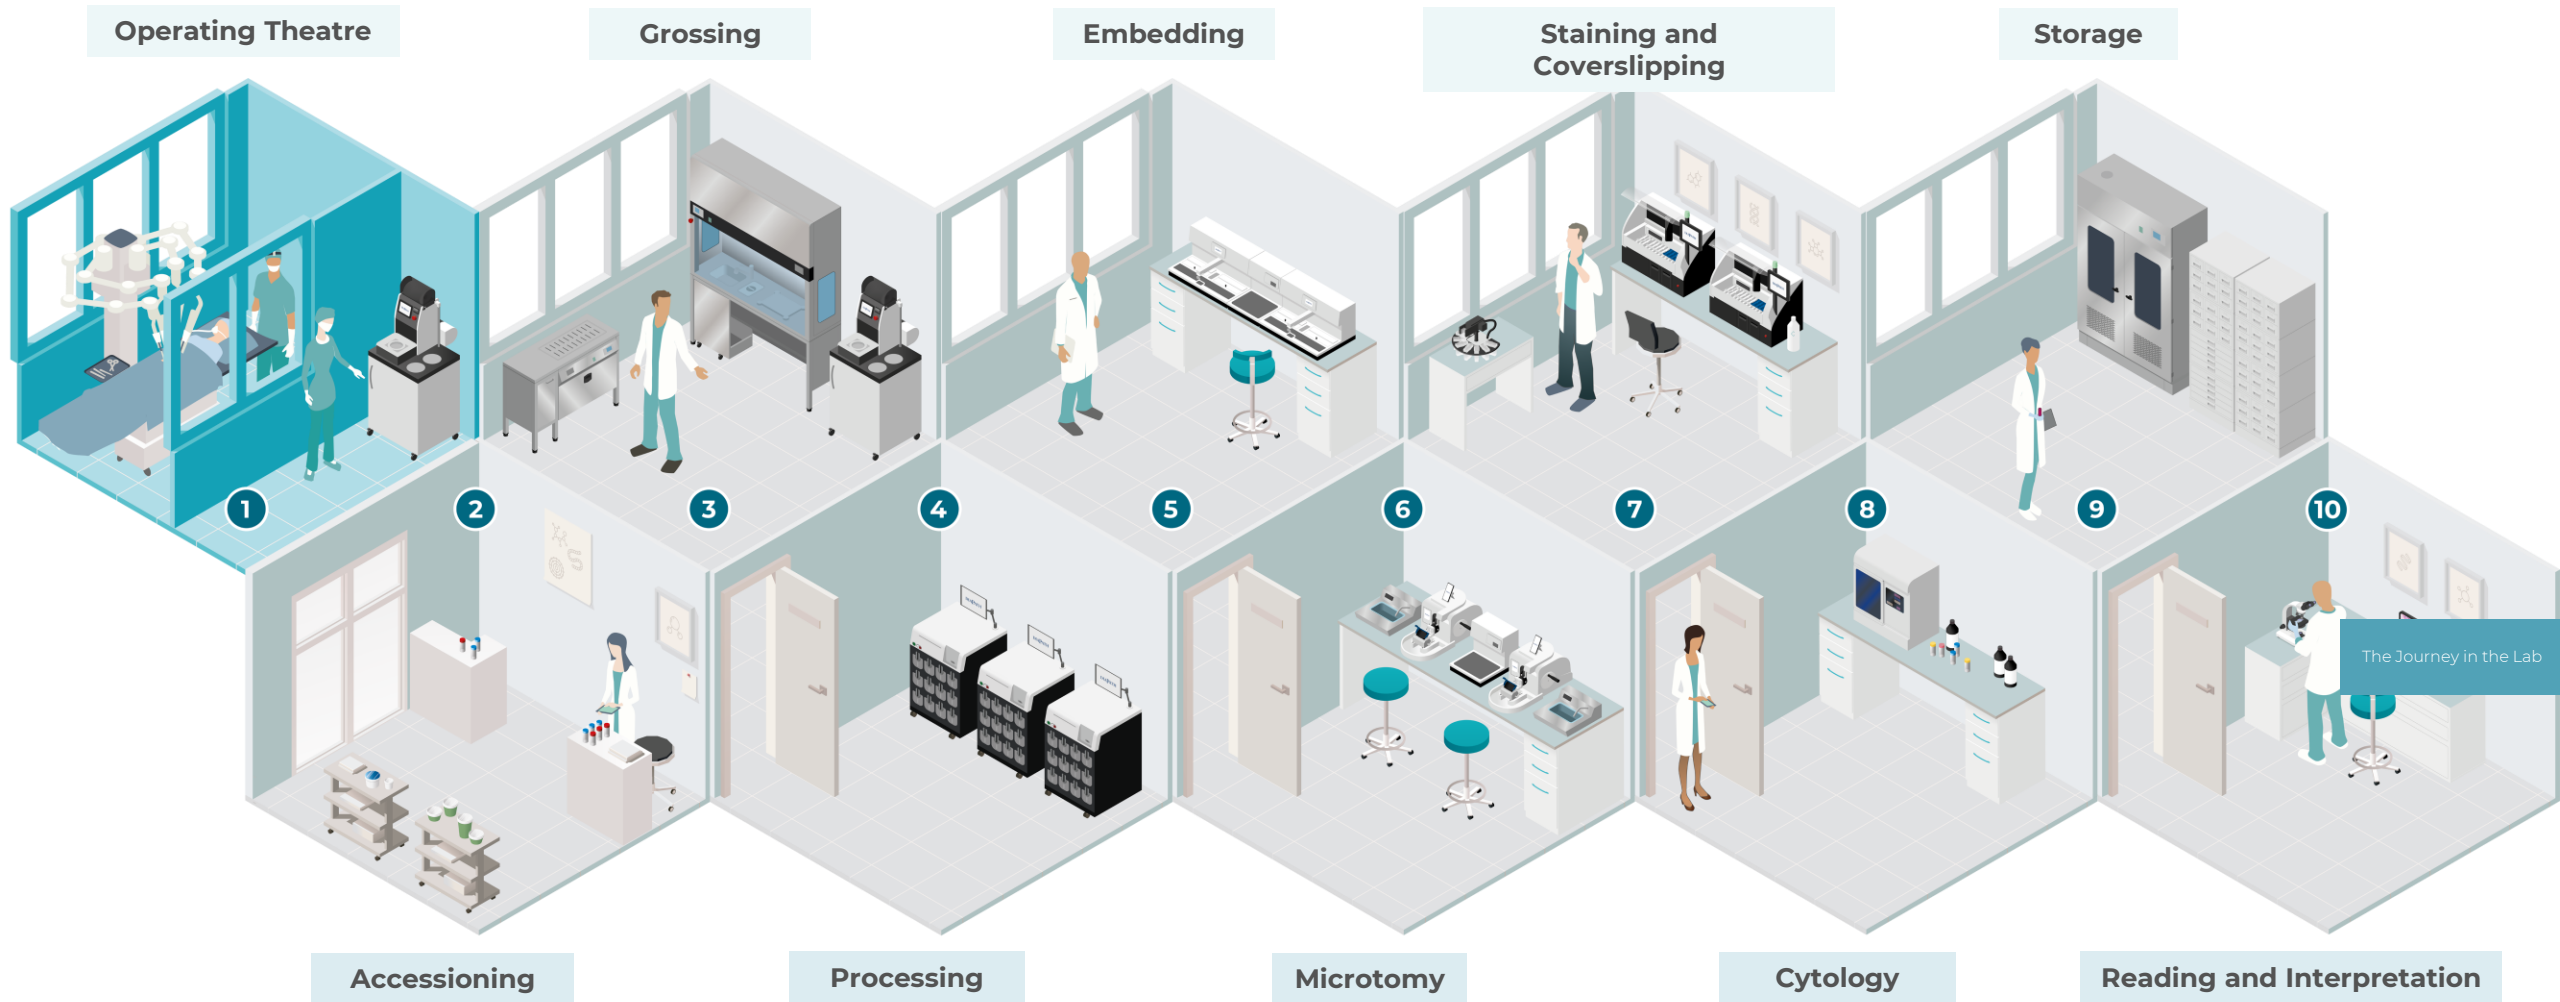 Operating Theatre
Grossing
Embedding
Staining and
Coverslipping
Storage
1
2
3
4
5
6
7
8
9
10
The Journey in the Lab
Accessioning
Processing
Microtomy
Cytology
Reading and Interpretation